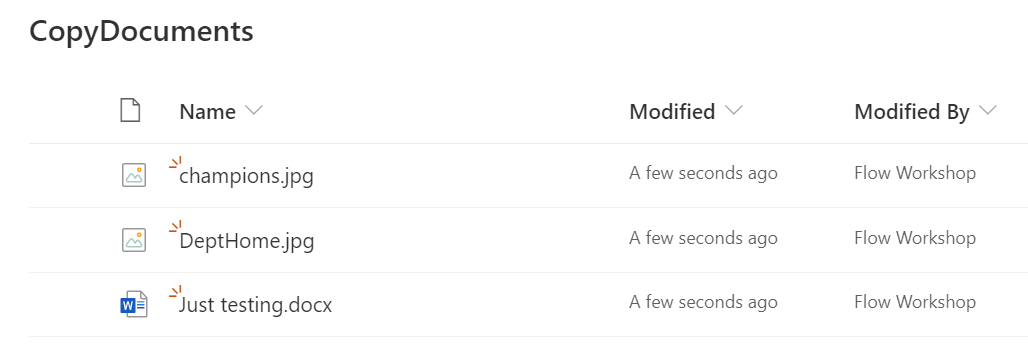 CopyDocuments
Name Modified Modified By
champions.jpg A few seconds ago Flow Workshop
DeptHome.jpg A few seconds ago Flow Workshop
W Just testing.docx A few seconds ago Flow Workshop